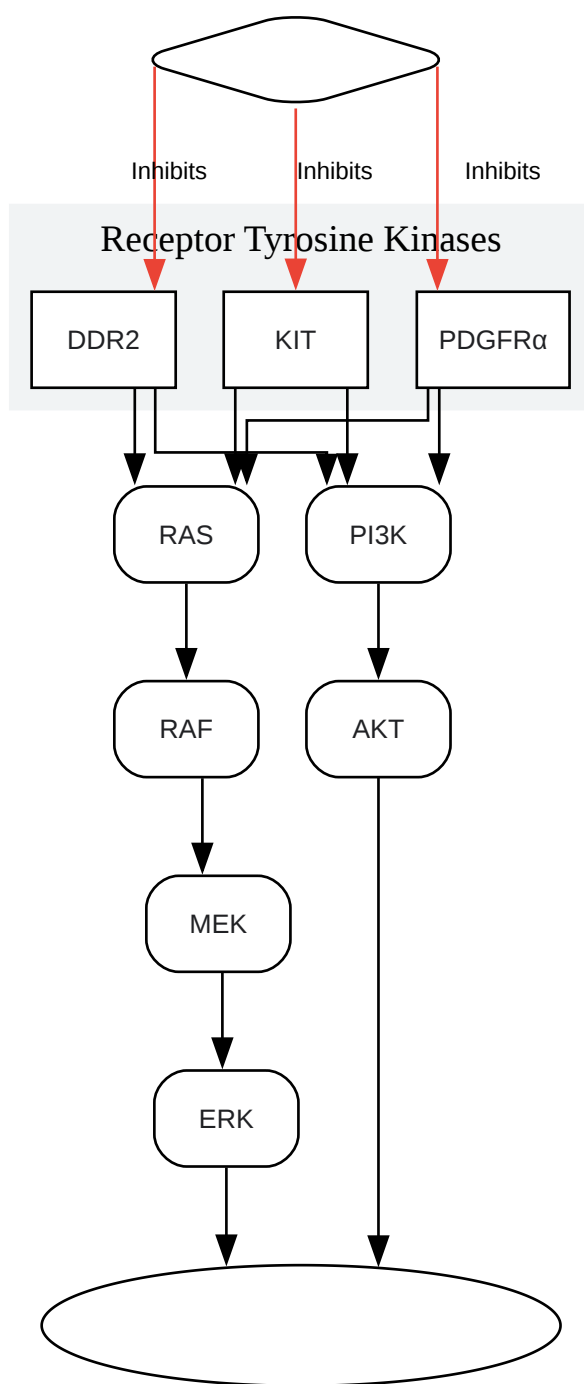 Inhibits
Inhibits
Inhibits
Receptor Tyrosine Kinases
DDR2
KIT
PDGFRα
RAS
PI3K
RAF
AKT
MEK
ERK